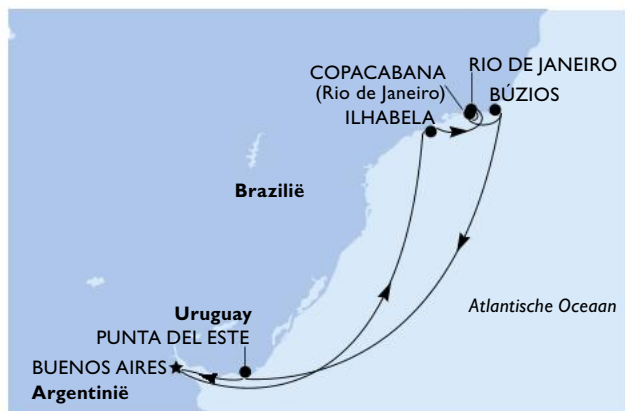 RIO DE JANEIRO
COPACABANA
(Rio de Janeiro)
BÚZIOS
ILHABELA
Brazilië
Atlantische Oceaan
Uruguay
PUNTA DEL ESTE
BUENOS AIRES
Argentinië